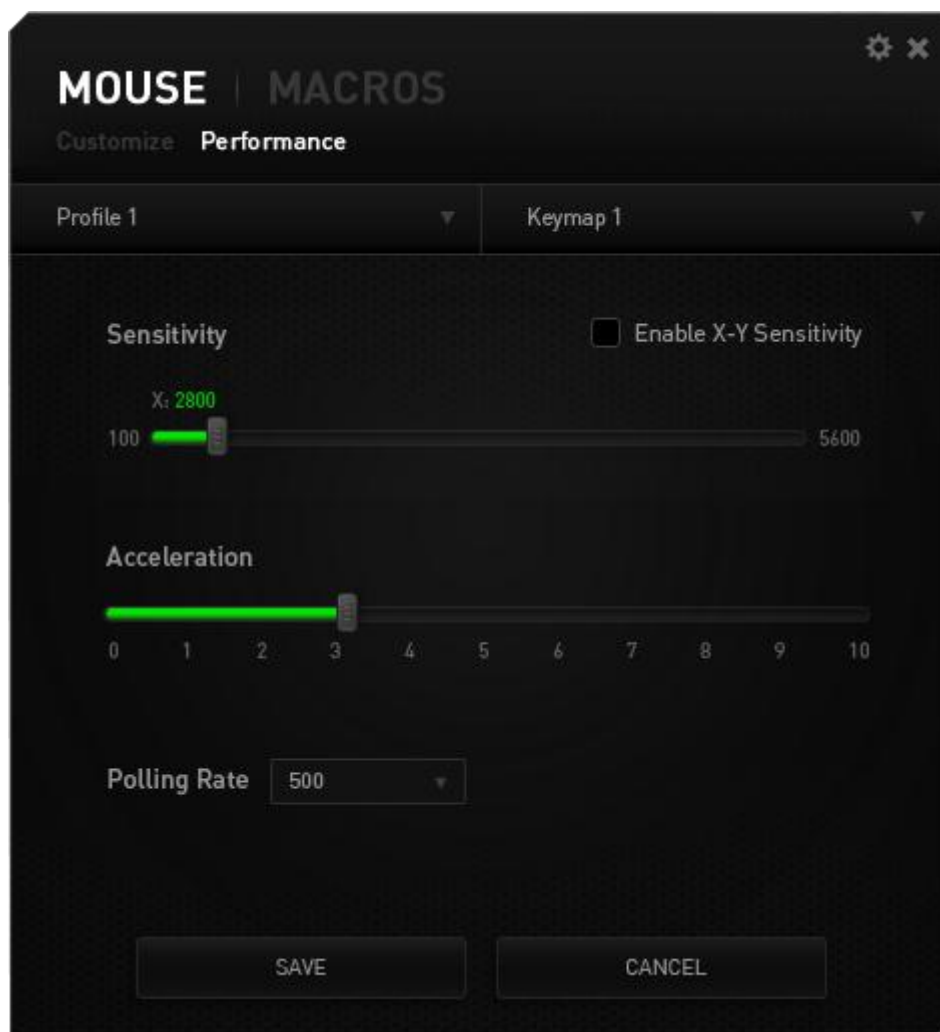 MOUSE | MACROS
Customize Performance
Profile 1 Keymap 1
Sensitivity Enable X-Y Sensitivity
X: 2800
100 5600
Acceleration
0 1 2 3 4 5 6 7 8 9 10
Polling Rate 500
SAVE CANCEL